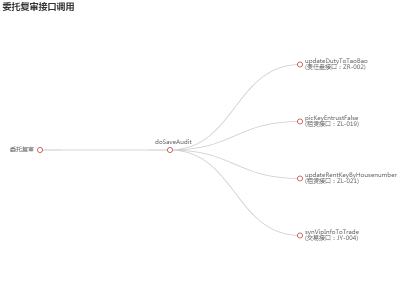 委托复审接口调用
委托复审
doSaveAudit
updateDutyToTaoBao
(责任盘接口：ZR-002)
picKeyEntrustFalse
(租赁接口：ZL-019)
updateRentKeyByHousenumber
(租赁接口：ZL-021)
synVipInfoToTrade
(交易接口：JY-004)